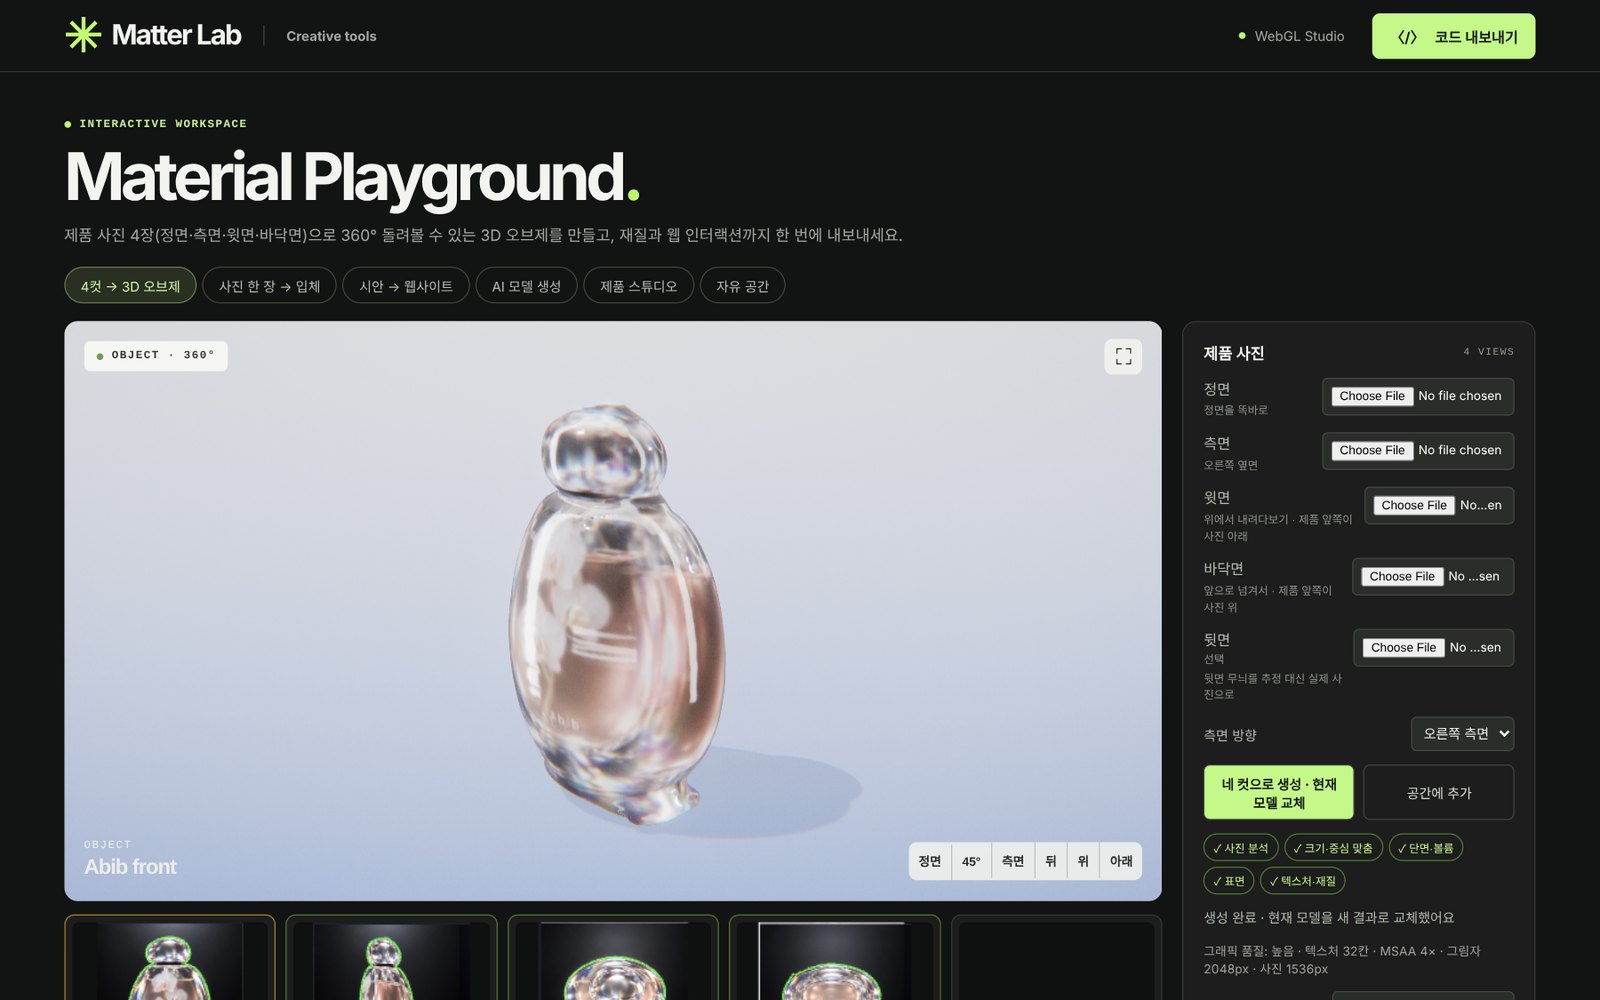 Matter Lab
Creative tools
WebGL Studio
코드 내보내기
INTERACTIVE WORKSPACE
Material Playground.
제품 사진 4장(정면·측면·윗면·바닥면)으로 360° 돌려볼 수 있는 3D 오브제를 만들고, 재질과 웹 인터랙션까지 한 번에 내보내세요.
4컷 → 3D 오브제
사진 한 장 → 입체
시안 → 웹사이트
AI 모델 생성
제품 스튜디오
자유 공간
OBJECT · 360°
Abib
OBJECT
Abib front
정면
45°
측면
뒤
위
아래
제품 사진
4 VIEWS
정면
정면을 똑바로
Choose File No file chosen
측면
오른쪽 옆면
Choose File No file chosen
윗면
위에서 내려다보기 · 제품 앞쪽이
사진 아래
Choose File No...en
바닥면
앞으로 넘겨서 · 제품 앞쪽이
사진 위
Choose File No ...sen
뒷면
선택
뒷면 무늬를 추정 대신 실제 사
진으로
Choose File No ...sen
측면 방향
오른쪽 측면
네 컷으로 생성 · 현재
모델 교체
공간에 추가
✓ 사진 분석
✓ 크기·중심 맞춤
✓ 단면·볼륨
✓ 표면
✓ 텍스처·재질
생성 완료 · 현재 모델을 새 결과로 교체했어요
그래픽 품질: 높음 · 텍스처 32칸 · MSAA 4× · 그림자
2048px · 사진 1536px